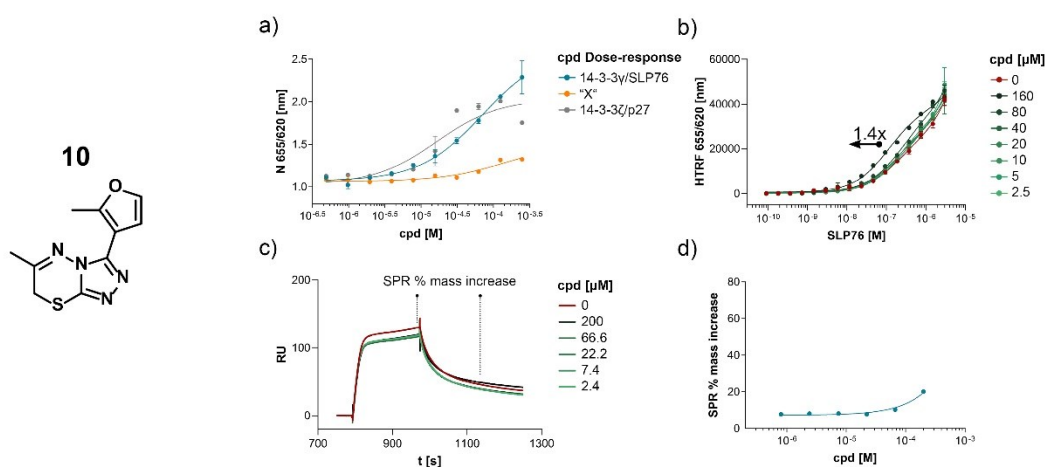 10
O
N
N
N
N
S
a)
N 655/620 [nm]
2.5
2.0
1.5
1.0
10-6.5
10-6
10-5.5
10-5
10-4.5
10-4
10-3.5
cpd [M]
cpd Dose-response
14-3-3γ/SLP76
"X"
14-3-3ζ/p27
b)
HTRF 655/620 [nm]
60000
40000
20000
0
1.4x
10-10
10-9
10-8
10-7
10-6
10-5
SLP76 [M]
cpd [µM]
0
160
80
40
20
10
5
2.5
c)
SPR % mass increase
RU
200
100
0
700
900
1100
1300
t [s]
cpd [µM]
0
200
66.6
22.2
7.4
2.4
d)
SPR % mass increase
80
60
40
20
0
10-6
10-5
10-4
10-3
cpd [M]